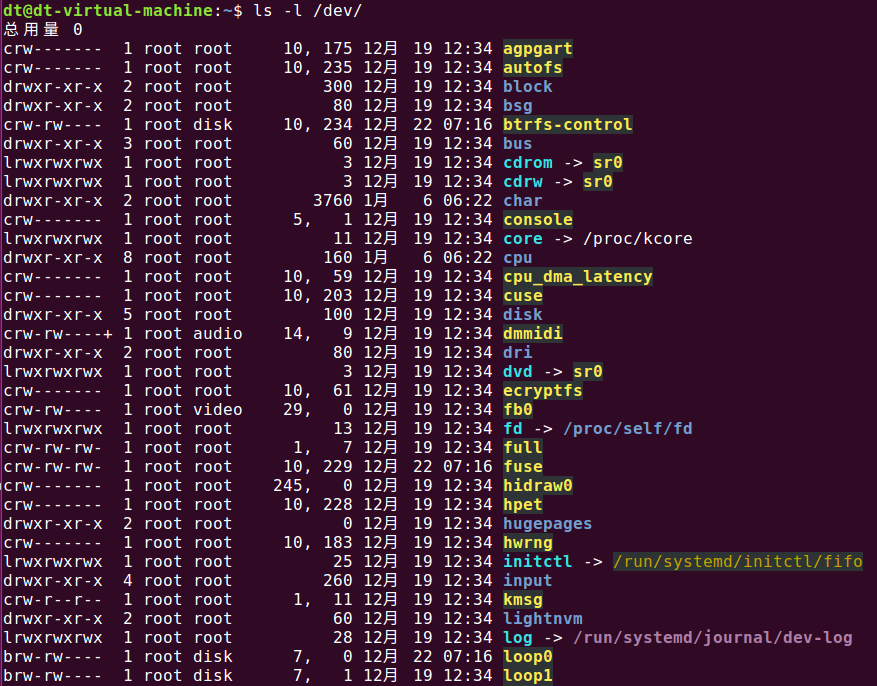 dt@dt-virtual-machine:~$ ls -l /dev/
总用量 0
crw-------  1 root root     10, 175 12月 19 12:34 agpgart
crw-------  1 root root     10, 235 12月 19 12:34 autofs
drwxr-xr-x  2 root root         300 12月 19 12:34 block
drwxr-xr-x  2 root root          80 12月 19 12:34 bsg
crw-rw----  1 root disk     10, 234 12月 22 07:16 btrfs-control
drwxr-xr-x  3 root root          60 12月 19 12:34 bus
lrwxrwxrwx  1 root root           3 12月 19 12:34 cdrom -> sr0
lrwxrwxrwx  1 root root           3 12月 19 12:34 cdrw -> sr0
drwxr-xr-x  2 root root        3760 1月   6 06:22 char
crw-------  1 root root      5,   1 12月 19 12:34 console
lrwxrwxrwx  1 root root          11 12月 19 12:34 core -> /proc/kcore
drwxr-xr-x  8 root root         160 1月   6 06:22 cpu
crw-------  1 root root     10,  59 12月 19 12:34 cpu_dma_latency
crw-------  1 root root     10, 203 12月 19 12:34 cuse
drwxr-xr-x  5 root root         100 12月 19 12:34 disk
crw-rw----+ 1 root audio    14,   9 12月 19 12:34 dmmidi
drwxr-xr-x  2 root root          80 12月 19 12:34 dri
lrwxrwxrwx  1 root root           3 12月 19 12:34 dvd -> sr0
crw-------  1 root root     10,  61 12月 19 12:34 ecryptfs
crw-rw----  1 root video    29,   0 12月 19 12:34 fb0
lrwxrwxrwx  1 root root          13 12月 19 12:34 fd -> /proc/self/fd
crw-rw-rw-  1 root root      1,   7 12月 19 12:34 full
crw-rw-rw-  1 root root     10, 229 12月 22 07:16 fuse
crw-------  1 root root    245,   0 12月 19 12:34 hidraw0
crw-------  1 root root     10, 228 12月 19 12:34 hpet
drwxr-xr-x  2 root root           0 12月 19 12:34 hugepages
crw-------  1 root root     10, 183 12月 19 12:34 hwrng
lrwxrwxrwx  1 root root          25 12月 19 12:34 initctl -> /run/systemd/initctl/fifo
drwxr-xr-x  4 root root         260 12月 19 12:34 input
crw-r--r--  1 root root      1,  11 12月 19 12:34 kmsg
drwxr-xr-x  2 root root          60 12月 19 12:34 lightnvm
lrwxrwxrwx  1 root root          28 12月 19 12:34 log -> /run/systemd/journal/dev-log
brw-rw----  1 root disk      7,   0 12月 22 07:16 loop0
brw-rw----  1 root disk      7,   1 12月 19 12:34 loop1